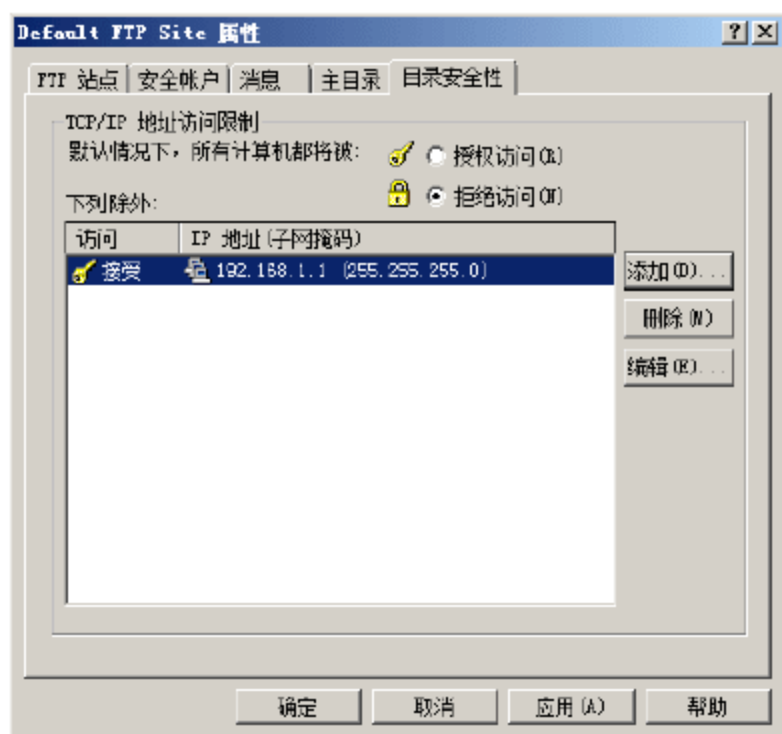 Default FTP Site 属性
FTP 站点 安全帐户 消息 主目录 目录安全性
TCP/IP 地址访问限制
默认情况下，所有计算机都将被: 授权访问(R)
拒绝访问(N)
下列除外:
访问 IP 地址(子网掩码)
接受 192.168.1.1 (255.255.255.0)
添加(D)...
删除(M)
编辑(E)...
确定 取消 应用(A) 帮助